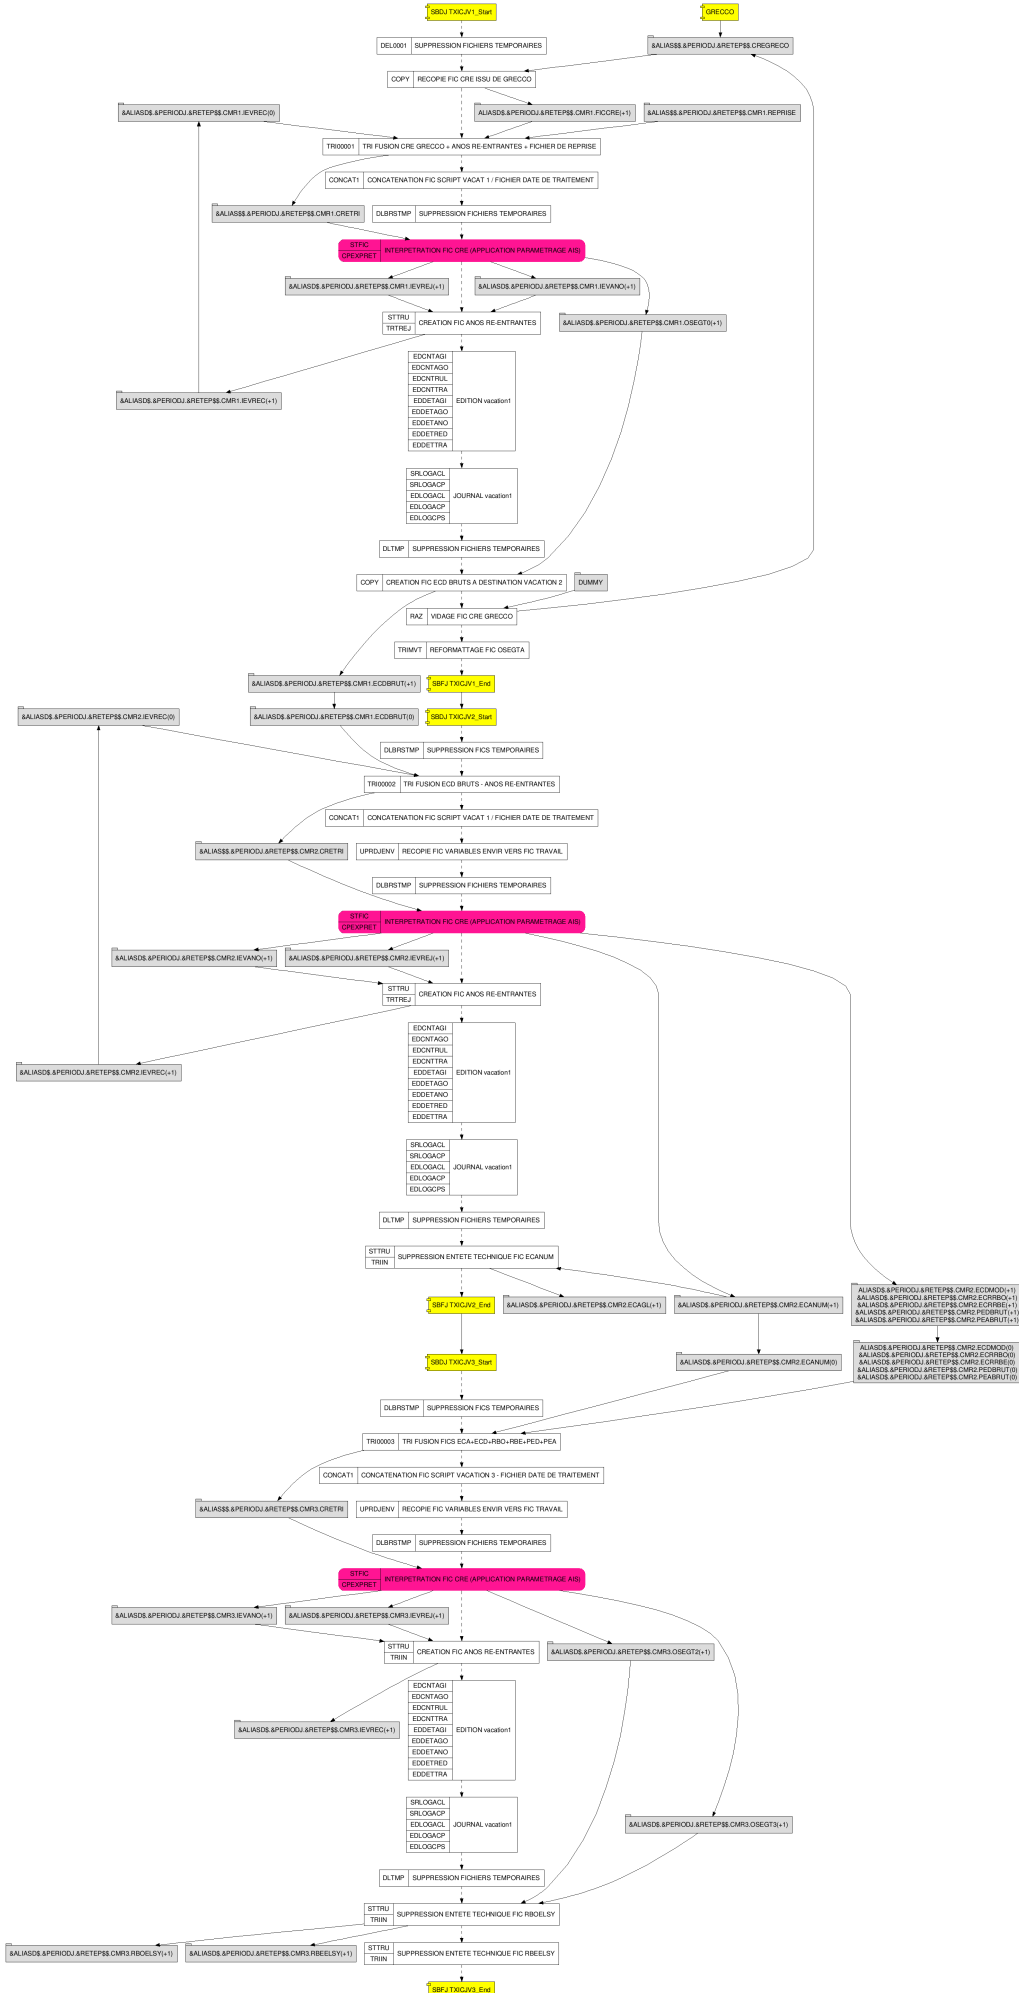 SBDJ TXICJV1_Start
GRECCO
DEL0001 SUPPRESSION FICHIERS TEMPORAIRES
&ALIAS$$.&PERIODJ.&RETEP$$.CREGRECO
COPY RECOPIE FIC CRE ISSU DE GRECCO
&ALIASD$.&PERIODJ.&RETEP$$.CMR1.IEVREC(0)
ALIASD$.&PERIODJ.&RETEP$$.CMR1.FICCRE(+1)
&ALIAS$$.&PERIODJ.&RETEP$$.CMR1.REPRISE
TRI00001 TRI FUSION CRE GRECCO + ANOS RE-ENTRANTES + FICHIER DE REPRISE
CONCAT1 CONCATENATION FIC SCRIPT VACAT 1 / FICHIER DATE DE TRAITEMENT
&ALIAS$$.&PERIODJ.&RETEP$$.CMR1.CRETRI
DLBRSTMP SUPPRESSION FICHIERS TEMPORAIRES
STFIC
CPEXPRET
INTERPETRATION FIC CRE (APPLICATION PARAMETRAGE AIS)
&ALIASD$.&PERIODJ.&RETEP$$.CMR1.IEVREJ(+1)
&ALIASD$.&PERIODJ.&RETEP$$.CMR1.IEVANO(+1)
STTRU
TRTREJ
CREATION FIC ANOS RE-ENTRANTES
&ALIASD$.&PERIODJ.&RETEP$$.CMR1.OSEGT0(+1)
EDCNTAGI
EDCNTAGO
EDCNTRUL
EDCNTTRA
EDDETAGI
EDDETAGO
EDDETANO
EDDETRED
EDDETTRA
EDITION vacation1
&ALIASD$.&PERIODJ.&RETEP$$.CMR1.IEVREC(+1)
SRLOGACL
SRLOGACP
EDLOGACL
EDLOGACP
EDLOGCPS
JOURNAL vacation1
DLTMP SUPPRESSION FICHIERS TEMPORAIRES
COPY CREATION FIC ECD BRUTS A DESTINATION VACATION 2
DUMMY
RAZ VIDAGE FIC CRE GRECCO
TRIMVT REFORMATTAGE FIC OSEGTA
&ALIASD$.&PERIODJ.&RETEP$$.CMR1.ECDBRUT(+1)
SBFJ TXICJV1_End
&ALIASD$.&PERIODJ.&RETEP$$.CMR2.IEVREC(0)
&ALIASD$.&PERIODJ.&RETEP$$.CMR1.ECDBRUT(0)
SBDJ TXICJV2_Start
DLBRSTMP SUPPRESSION FICS TEMPORAIRES
TRI00002 TRI FUSION ECD BRUTS - ANOS RE-ENTRANTES
CONCAT1 CONCATENATION FIC SCRIPT VACAT 1 / FICHIER DATE DE TRAITEMENT
&ALIAS$$.&PERIODJ.&RETEP$$.CMR2.CRETRI
UPRDJENV RECOPIE FIC VARIABLES ENVIR VERS FIC TRAVAIL
DLBRSTMP SUPPRESSION FICHIERS TEMPORAIRES
STFIC
CPEXPRET
INTERPETRATION FIC CRE (APPLICATION PARAMETRAGE AIS)
&ALIASD$.&PERIODJ.&RETEP$$.CMR2.IEVANO(+1)
&ALIASD$.&PERIODJ.&RETEP$$.CMR2.IEVREJ(+1)
STTRU
TRTREJ
CREATION FIC ANOS RE-ENTRANTES
EDCNTAGI
EDCNTAGO
EDCNTRUL
EDCNTTRA
EDDETAGI
EDDETAGO
EDDETANO
EDDETRED
EDDETTRA
EDITION vacation1
&ALIASD$.&PERIODJ.&RETEP$$.CMR2.IEVREC(+1)
SRLOGACL
SRLOGACP
EDLOGACL
EDLOGACP
EDLOGCPS
JOURNAL vacation1
DLTMP SUPPRESSION FICHIERS TEMPORAIRES
STTRU
TRIIN
SUPPRESSION ENTETE TECHNIQUE FIC ECANUM
SBFJ TXICJV2_End
&ALIASD$.&PERIODJ.&RETEP$$.CMR2.ECAGL(+1)
&ALIASD$.&PERIODJ.&RETEP$$.CMR2.ECANUM(+1)
ALIASD$.&PERIODJ.&RETEP$$.CMR2.ECDMOD(+1)
&ALIASD$.&PERIODJ.&RETEP$$.CMR2.ECRRBO(+1)
&ALIASD$.&PERIODJ.&RETEP$$.CMR2.ECRRBE(+1)
&ALIASD$.&PERIODJ.&RETEP$$.CMR2.PEDBRUT(+1)
&ALIASD$.&PERIODJ.&RETEP$$.CMR2.PEABRUT(+1)
SBDJ TXICJV3_Start
&ALIASD$.&PERIODJ.&RETEP$$.CMR2.ECANUM(0)
ALIASD$.&PERIODJ.&RETEP$$.CMR2.ECDMOD(0)
&ALIASD$.&PERIODJ.&RETEP$$.CMR2.ECRRBO(0)
&ALIASD$.&PERIODJ.&RETEP$$.CMR2.ECRRBE(0)
&ALIASD$.&PERIODJ.&RETEP$$.CMR2.PEDBRUT(0)
&ALIASD$.&PERIODJ.&RETEP$$.CMR2.PEABRUT(0)
DLBRSTMP SUPPRESSION FICS TEMPORAIRES
TRI00003 TRI FUSION FICS ECA+ECD+RBO+RBE+PED+PEA
CONCAT1 CONCATENATION FIC SCRIPT VACATION 3 - FICHIER DATE DE TRAITEMENT
&ALIAS$$.&PERIODJ.&RETEP$$.CMR3.CRETRI
UPRDJENV RECOPIE FIC VARIABLES ENVIR VERS FIC TRAVAIL
DLBRSTMP SUPPRESSION FICHIERS TEMPORAIRES
STFIC
CPEXPRET
INTERPETRATION FIC CRE (APPLICATION PARAMETRAGE AIS)
&ALIASD$.&PERIODJ.&RETEP$$.CMR3.IEVANO(+1)
&ALIASD$.&PERIODJ.&RETEP$$.CMR3.IEVREJ(+1)
STTRU
TRIIN
CREATION FIC ANOS RE-ENTRANTES
&ALIASD$.&PERIODJ.&RETEP$$.CMR3.OSEGT2(+1)
EDCNTAGI
EDCNTAGO
EDCNTRUL
EDCNTTRA
EDDETAGI
EDDETAGO
EDDETANO
EDDETRED
EDDETTRA
EDITION vacation1
&ALIASD$.&PERIODJ.&RETEP$$.CMR3.IEVREC(+1)
SRLOGACL
SRLOGACP
EDLOGACL
EDLOGACP
EDLOGCPS
JOURNAL vacation1
&ALIASD$.&PERIODJ.&RETEP$$.CMR3.OSEGT3(+1)
DLTMP SUPPRESSION FICHIERS TEMPORAIRES
STTRU
TRIIN
SUPPRESSION ENTETE TECHNIQUE FIC RBOELSY
&ALIASD$.&PERIODJ.&RETEP$$.CMR3.RBOELSY(+1)
&ALIASD$.&PERIODJ.&RETEP$$.CMR3.RBEELSY(+1)
STTRU
TRIIN
SUPPRESSION ENTETE TECHNIQUE FIC RBEELSY
SBFJ TXICJV3_End